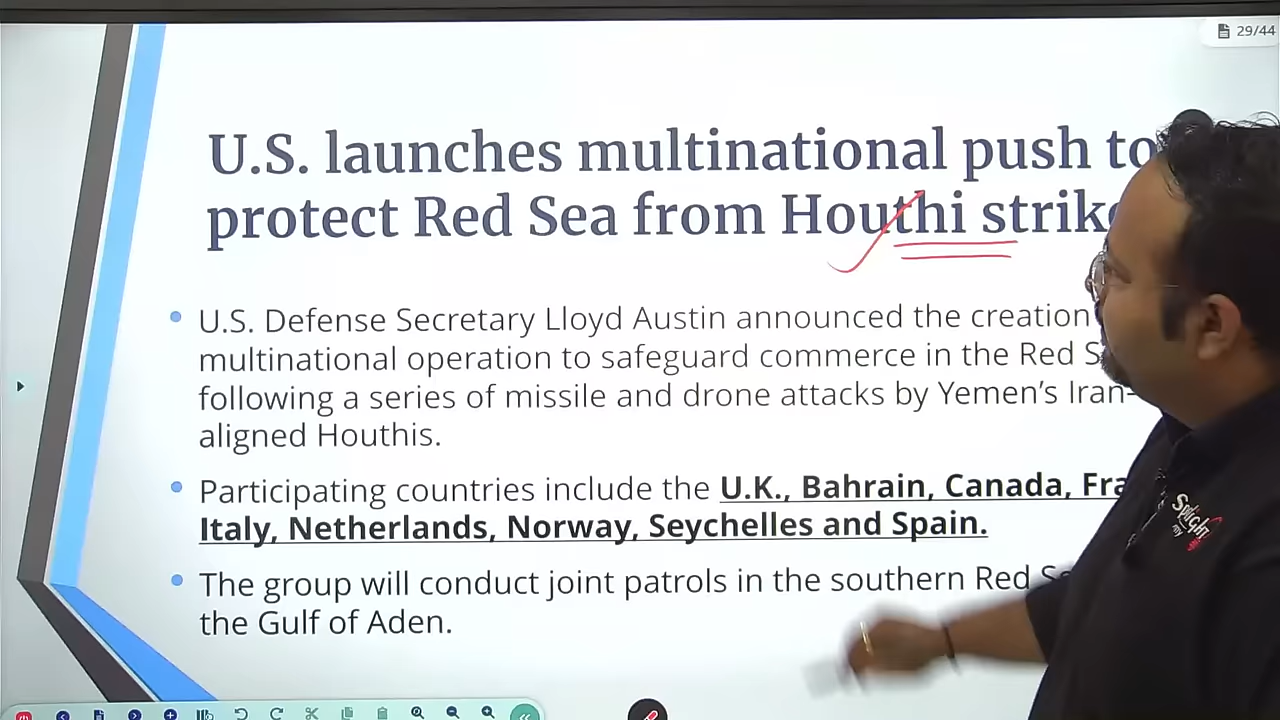 29/44
U.S. launches multinational push to
protect Red Sea from Houthi strik
U.S. Defense Secretary Lloyd Austin announced the creation
multinational operation to safeguard commerce in the Red S
following a series of missile and drone attacks by Yemen's Iran-
aligned Houthis.
Participating countries include the U.K., Bahrain, Canada, Fra
Italy, Netherlands, Norway, Seychelles and Spain.
The group will conduct joint patrols in the southern Red Se
the Gulf of Aden.